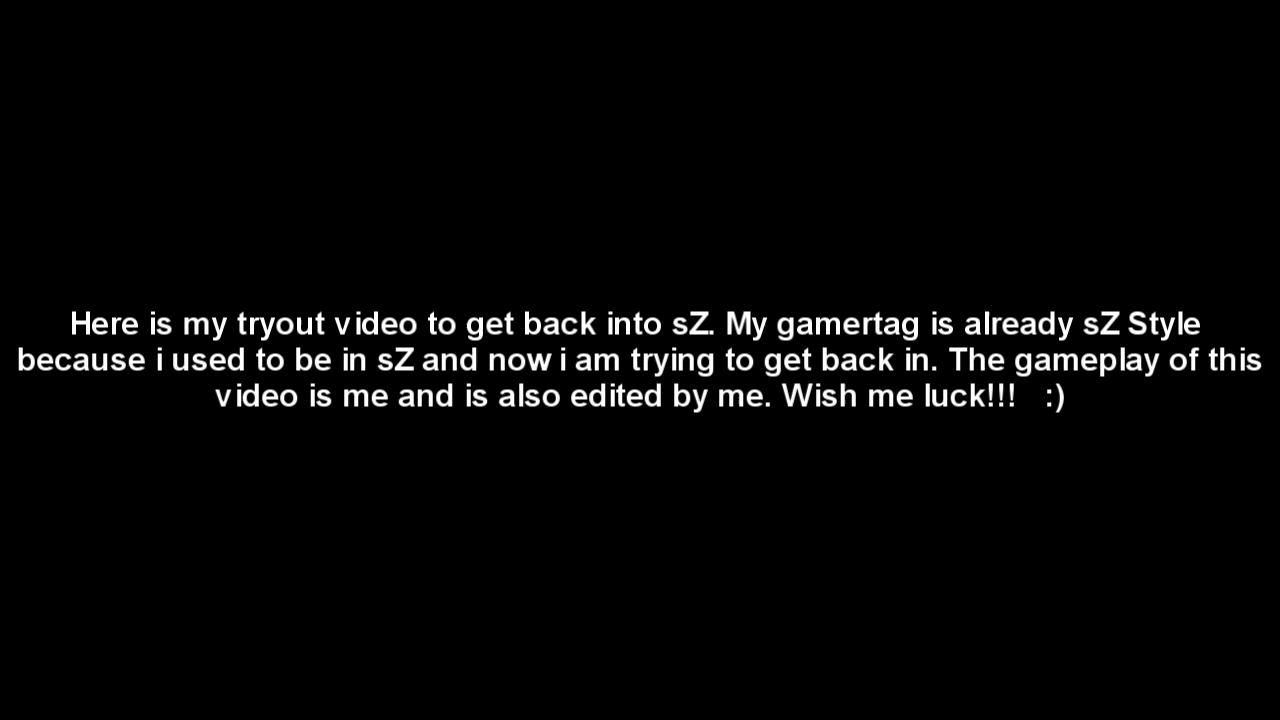 Here is my tryout video to get back into sZ. My gamertag is already sZ Style
because i used to be in sZ and now i am trying to get back in. The gameplay of this
video is me and is also edited by me. Wish me luck!!! :)